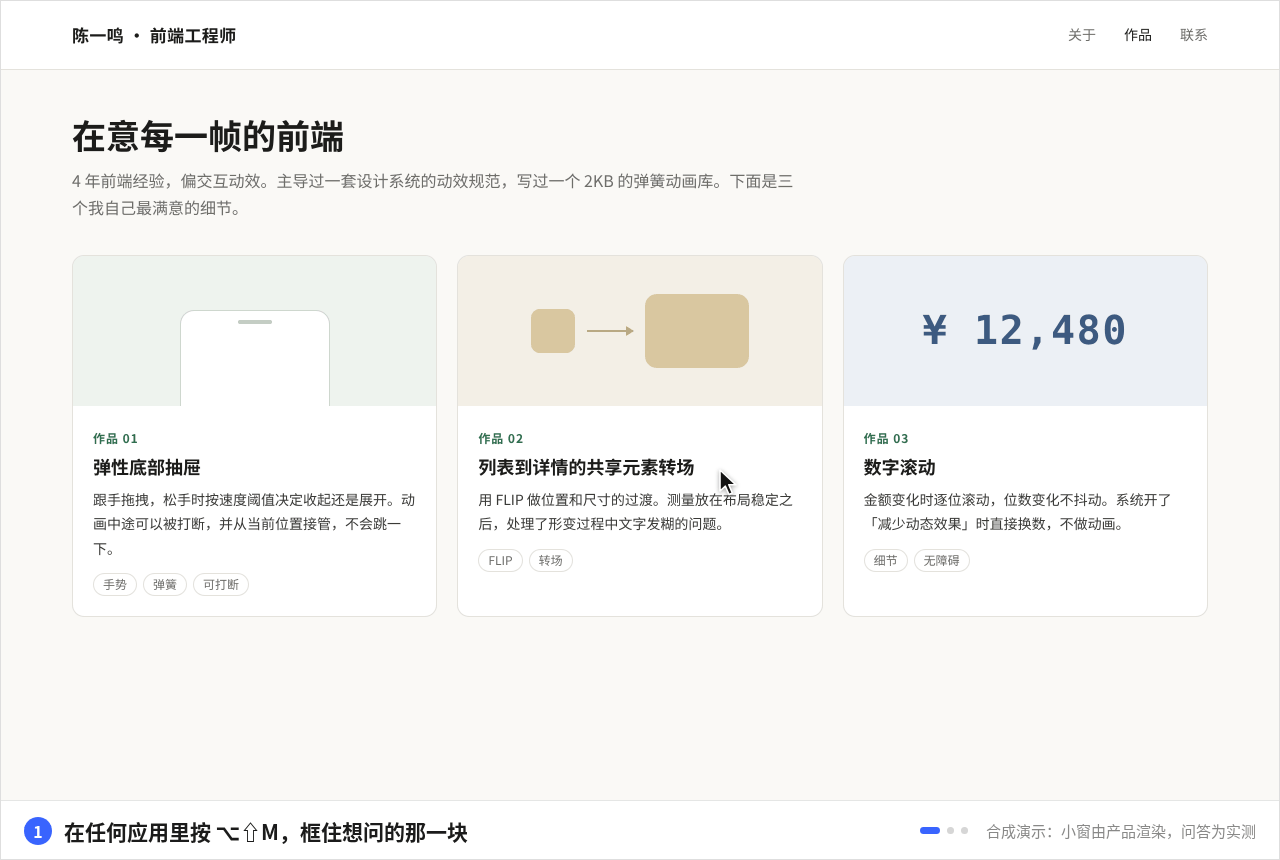 陈一鸣 · 前端工程师
关于 作品 联系
在意每一帧的前端
4 年前端经验，偏交互动效。主导过一套设计系统的动效规范，写过一个 2KB 的弹簧动画库。下面是三
个我自己最满意的细节。
作品 01
弹性底部抽屉
跟手拖拽，松手时按速度阈值决定收起还是展开。动
画中途可以被打断，并从当前位置接管，不会跳一
下。
手势 弹簧 可打断
作品 02
列表到详情的共享元素转场
用 FLIP 做位置和尺寸的过渡。测量放在布局稳定之
后，处理了形变过程中文字发糊的问题。
FLIP 转场
¥ 12,480
作品 03
数字滚动
金额变化时逐位滚动，位数变化不抖动。系统开了
「减少动态效果」时直接换数，不做动画。
细节 无障碍
1 在任何应用里按 ⌥⇧M，框住想问的那一块
合成演示：小窗由产品渲染，问答为实测